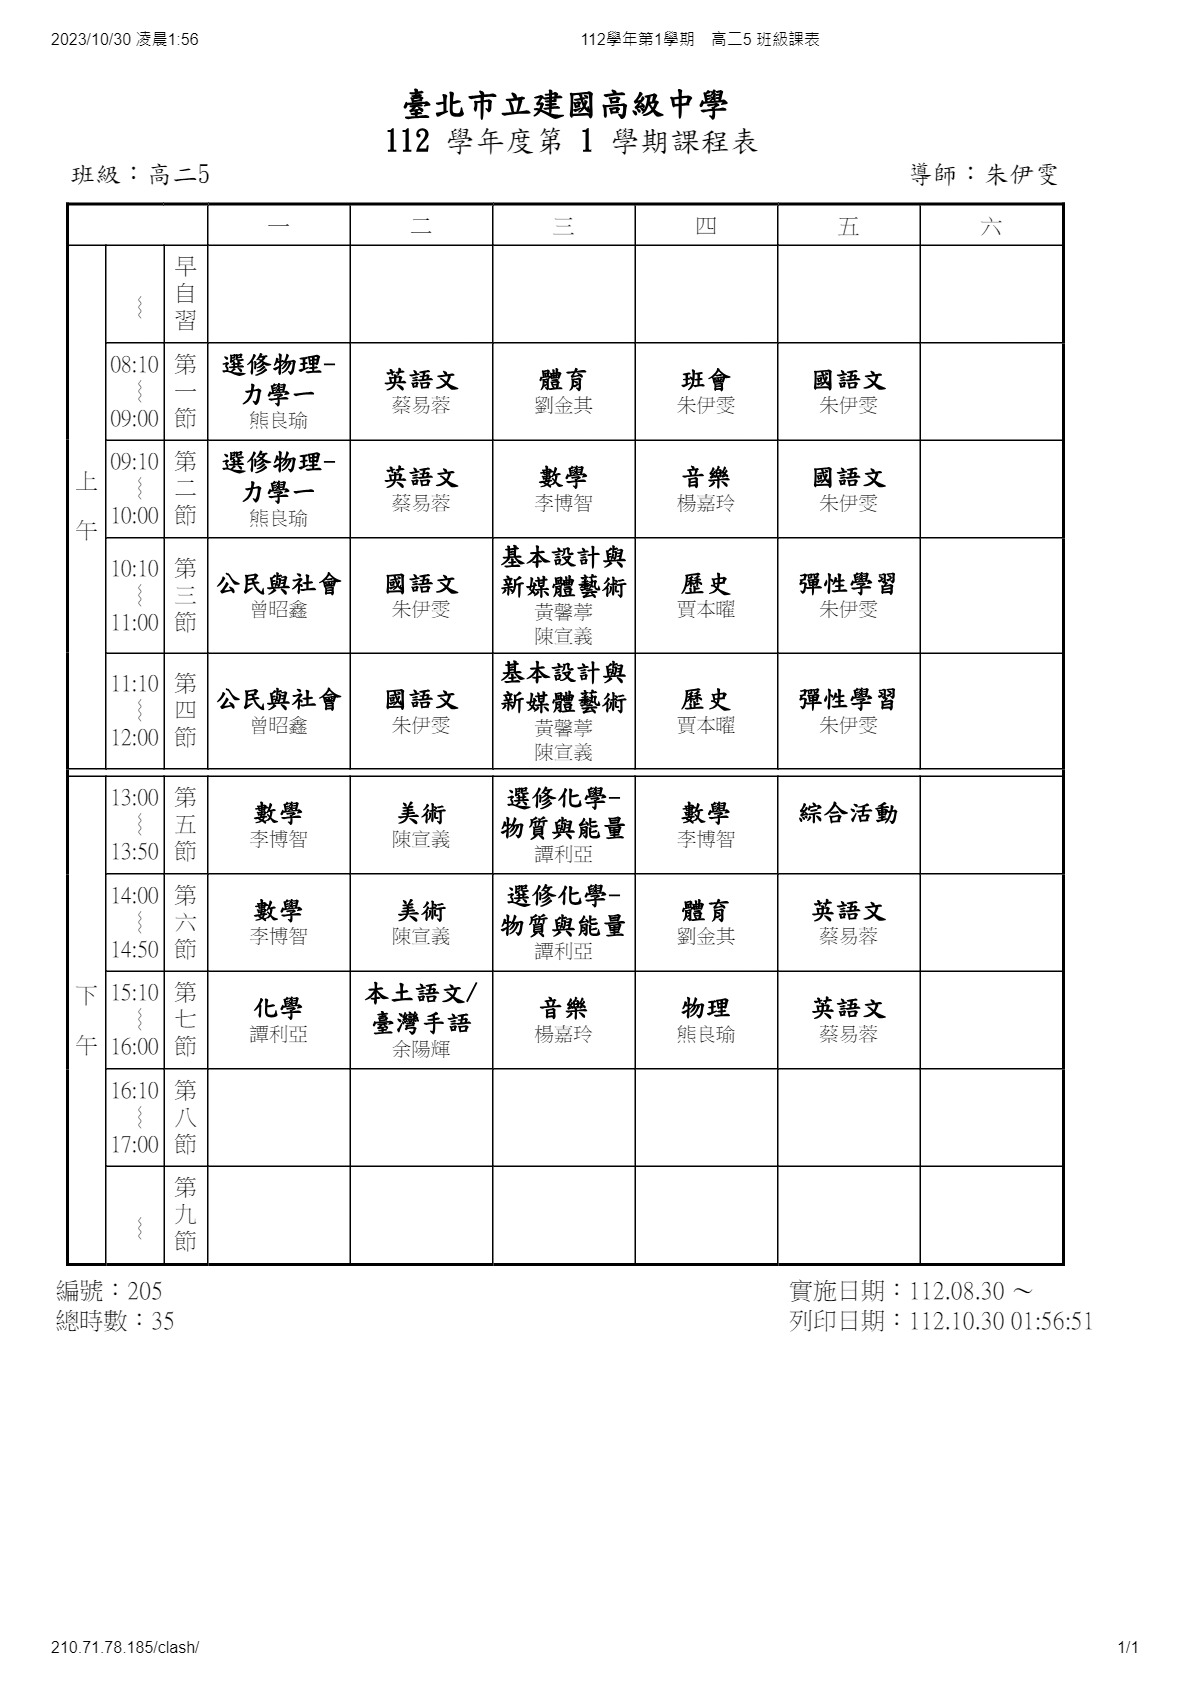 2023/10/30 凌晨1:56
112學年第1學期 高二5 班級課表
臺北市立建國高級中學
112 學年度第 1 學期課程表
班級：高二5
導師：朱伊雯
一 二 三 四 五 六
上午
～
早自習
08:10
～
09:00
第一節
選修物理-
力學一
熊良瑜
英語文
蔡易蓉
體育
劉金其
班會
朱伊雯
國語文
朱伊雯
09:10
～
10:00
第二節
選修物理-
力學一
熊良瑜
英語文
蔡易蓉
數學
李博智
音樂
楊嘉玲
國語文
朱伊雯
10:10
～
11:00
第三節
公民與社會
曾昭鑫
國語文
朱伊雯
基本設計與
新媒體藝術
黃馨葶
陳宣義
歷史
賈本曜
彈性學習
朱伊雯
11:10
～
12:00
第四節
公民與社會
曾昭鑫
國語文
朱伊雯
基本設計與
新媒體藝術
黃馨葶
陳宣義
歷史
賈本曜
彈性學習
朱伊雯
下午
13:00
～
13:50
第五節
數學
李博智
美術
陳宣義
選修化學-
物質與能量
譚利亞
數學
李博智
綜合活動
14:00
～
14:50
第六節
數學
李博智
美術
陳宣義
選修化學-
物質與能量
譚利亞
體育
劉金其
英語文
蔡易蓉
15:10
～
16:00
第七節
化學
譚利亞
本土語文/
臺灣手語
余陽輝
音樂
楊嘉玲
物理
熊良瑜
英語文
蔡易蓉
16:10
～
17:00
第八節
～
第九節
編號：205
實施日期：112.08.30 ～
總時數：35
列印日期：112.10.30 01:56:51
210.71.78.185/clash/
1/1